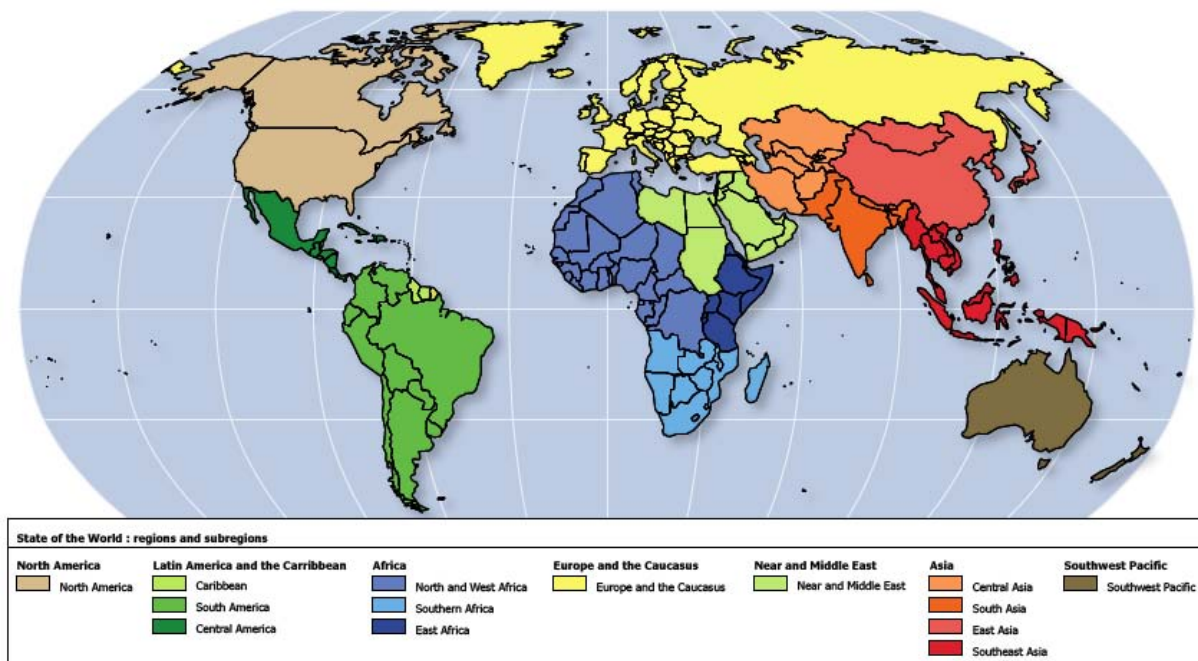 State of the World : regions and subregions
North America
North America
Latin America and the Carribbean
Caribbean
South America
Central America
Africa
North and West Africa
Southern Africa
East Africa
Europe and the Caucasus
Europe and the Caucasus
Near and Middle East
Near and Middle East
Asia
Central Asia
South Asia
East Asia
Southeast Asia
Southwest Pacific
Southwest Pacific